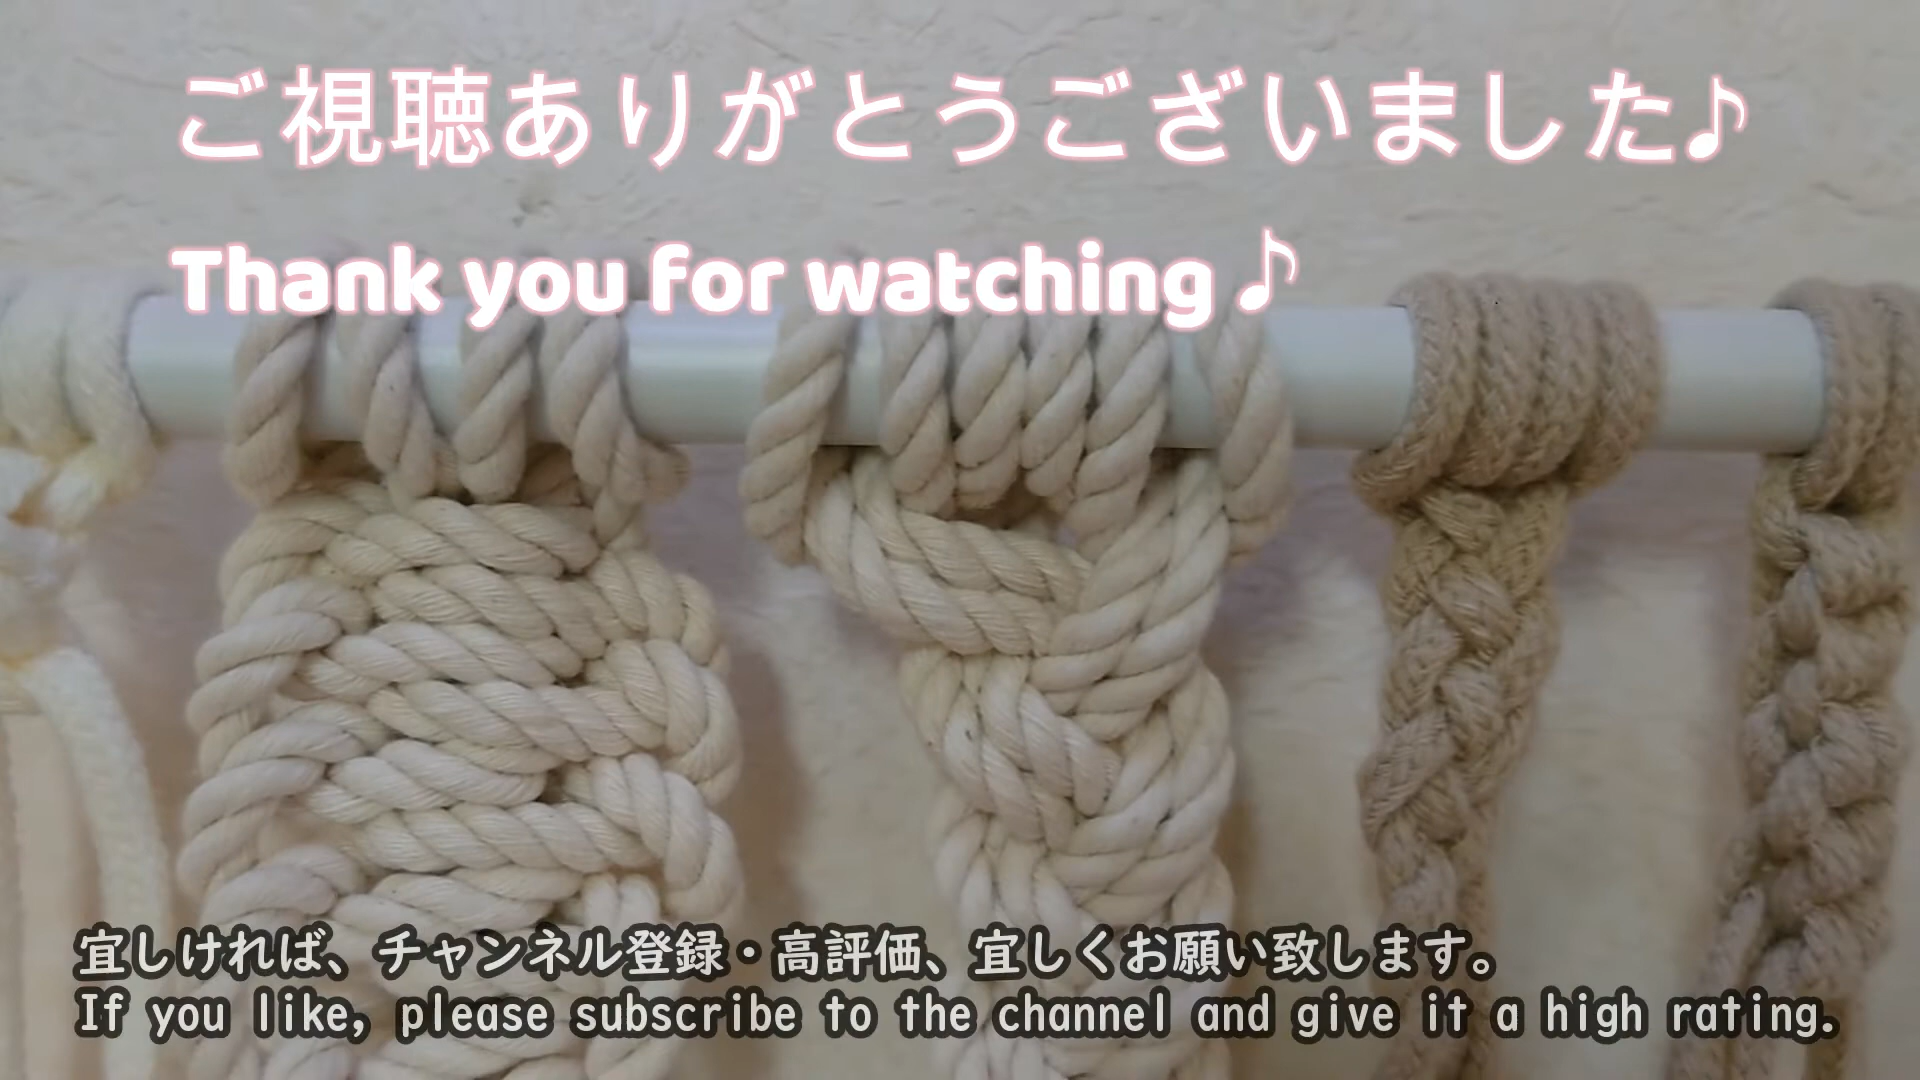 ご視聴ありがとうございました♪
Thank you for watching♪
宜しければ、チャンネル登録・高評価、宜しくお願い致します。
If you like, please subscribe to the channel and give it a high rating.